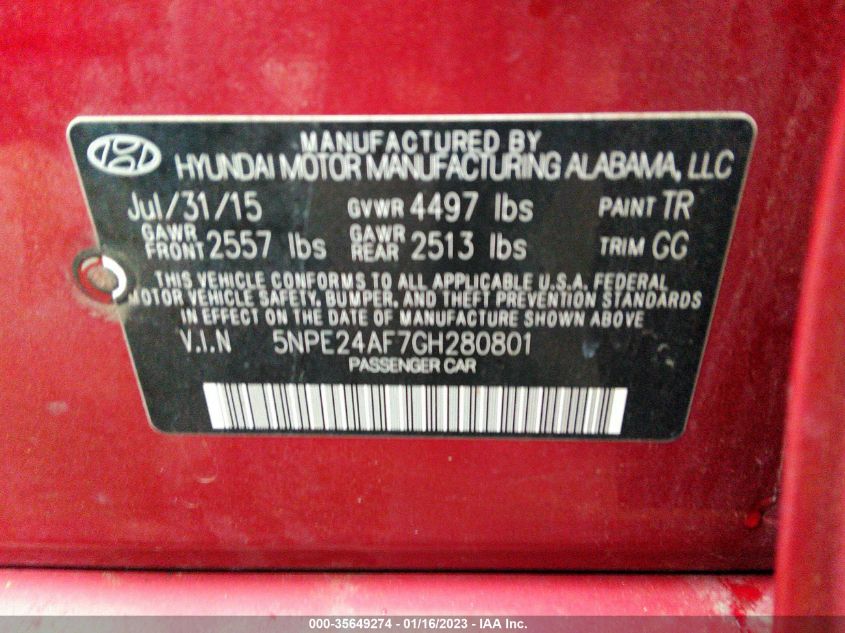 MANUFACTURED BY
HYUNDAI MOTOR MANUFACTURING ALABAMA, LLC
Jul/31/15 GVWR 4497 lbs PAINT TR
GAWR FRONT 2557 lbs GAWR REAR 2513 lbs TRIM GG
THIS VEHICLE CONFORMS TO ALL APPLICABLE U.S.A. FEDERAL
MOTOR VEHICLE SAFETY, BUMPER, AND THEFT PREVENTION STANDARDS
IN EFFECT ON THE DATE OF MANUFACTURE SHOWN ABOVE
V.I.N 5NPE24AF7GH280801
PASSENGER CAR
000-35649274 - 01/16/2023 - IAA Inc.